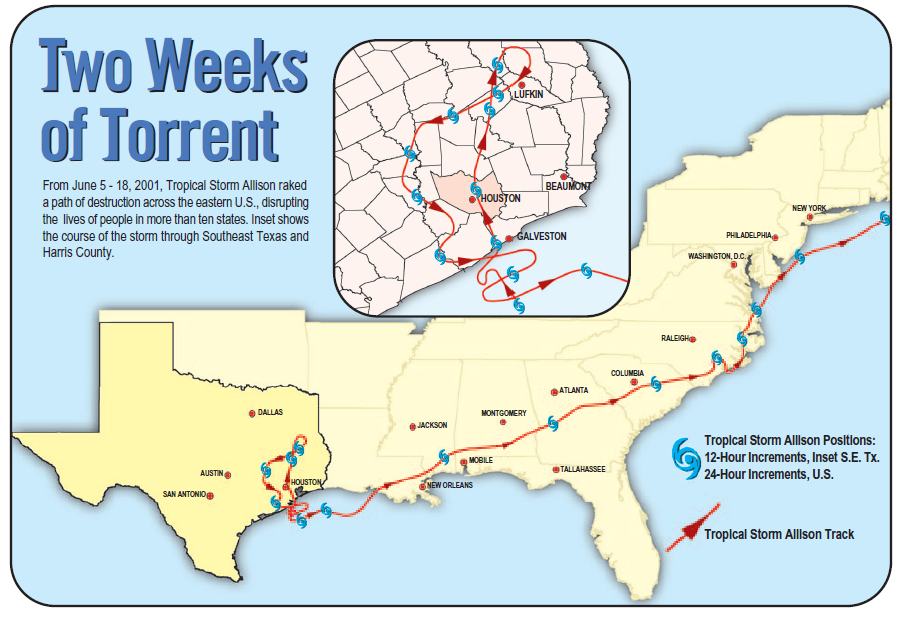 Two Weeks
of Torrent
From June 5 - 18, 2001, Tropical Storm Allison raked
a path of destruction across the eastern U.S., disrupting
the lives of people in more than ten states. Inset shows
the course of the storm through Southeast Texas and
Harris County.
LUFKIN
BEAUMONT
HOUSTON
GALVESTON
NEW YORK
PHILADELPHIA
WASHINGTON, D.C.
RALEIGH
COLUMBIA
ATLANTA
MONTGOMERY
JACKSON
DALLAS
MOBILE
TALLAHASSEE
AUSTIN
HOUSTON
NEW ORLEANS
SAN ANTONIO
Tropical Storm Allison Positions:
12-Hour Increments, Inset S.E. Tx.
24-Hour Increments, U.S.
Tropical Storm Allison Track